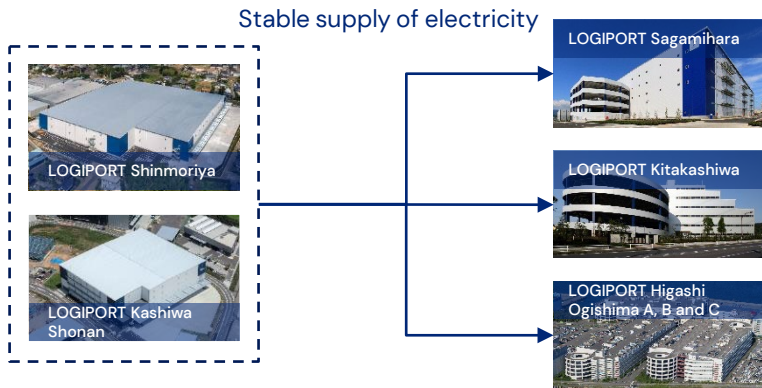 Stable supply of electricity
LOGIPORT Shinmoriya
LOGIPORT Kashiwa
Shonan
LOGIPORT Sagamihara
LOGIPORT Kitakashiwa
LOGIPORT Higashi
Ogishima A, B and C